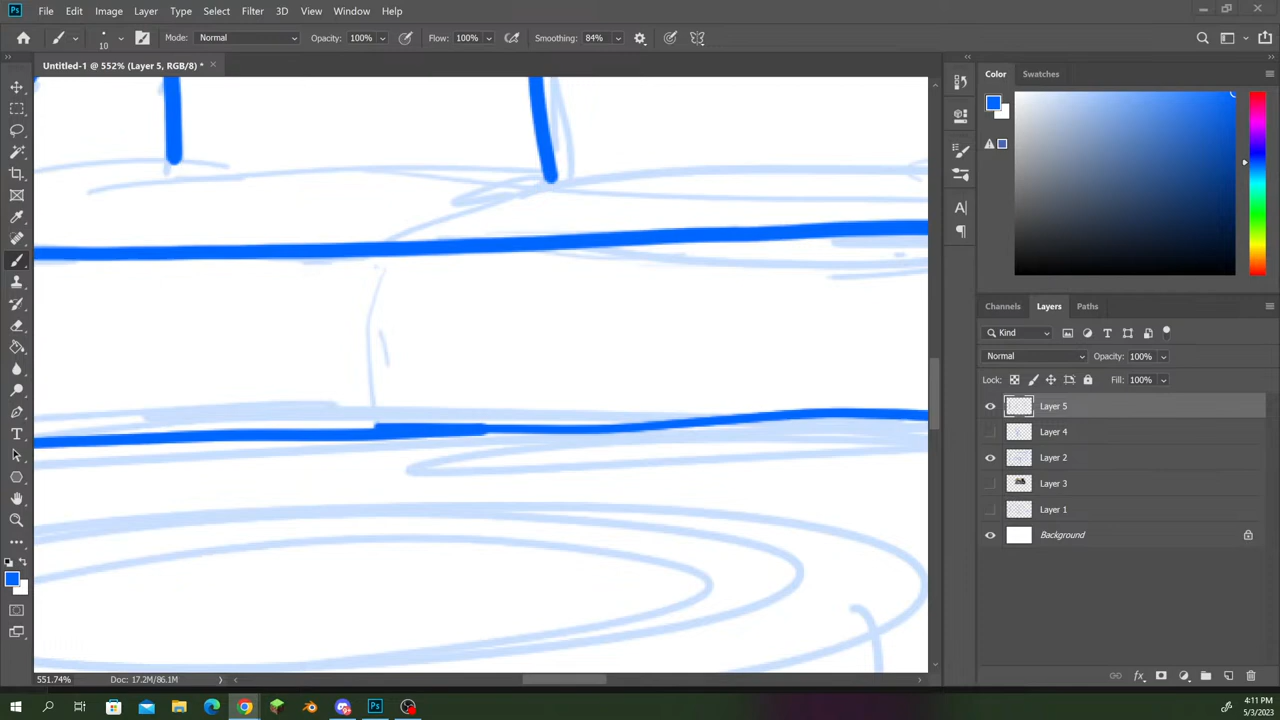 Ps File Edit Image Layer Type Select Filter 3D View Window Help
10 Mode: Normal Opacity: 100% Flow: 100% Smoothing: 84%
Untitled-1 @ 552% (Layer 5, RGB/8) *
Color Swatches
Channels Layers Paths
Kind
Normal Opacity: 100%
Lock: Fill: 100%
Layer 5
Layer 4
Layer 2
Layer 3
Layer 1
Background
551.74% Doc: 17.2M/86.1M
4:11 PM
5/3/2023